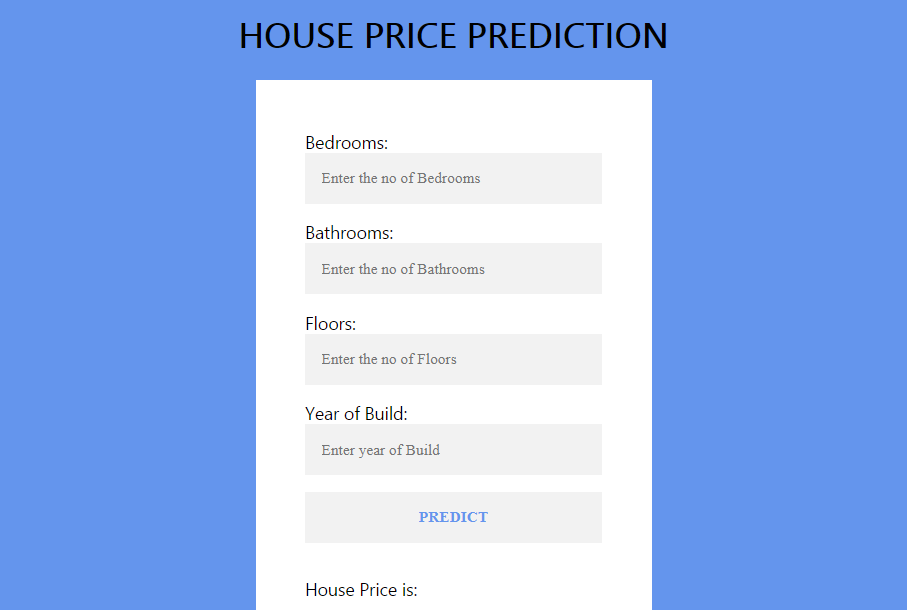 HOUSE PRICE PREDICTION
Bedrooms:
Enter the no of Bedrooms
Bathrooms:
Enter the no of Bathrooms
Floors:
Enter the no of Floors
Year of Build:
Enter year of Build
PREDICT
House Price is: